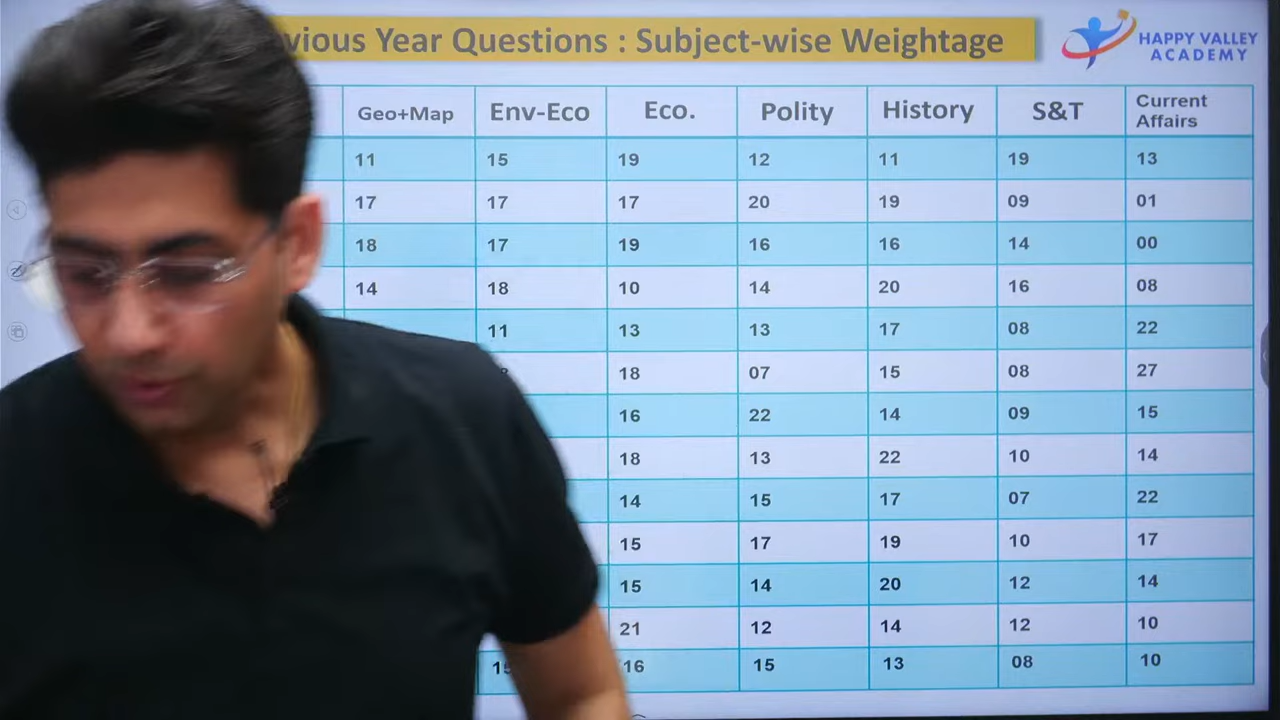 Year Questions : Subject-wise Weightage
HAPPY VALLEY
ACADEMY
Geo+Map Env-Eco Eco. Polity History S&T Current Affairs
11 15 19 12 11 19 13
17 17 17 20 19 09 01
18 17 19 16 16 14 00
14 18 10 14 20 16 08
11 13 13 17 08 22
18 07 15 08 27
16 22 14 09 15
18 13 22 10 14
14 15 17 07 22
15 17 19 10 17
15 14 20 12 14
21 12 14 12 10
16 15 13 08 10